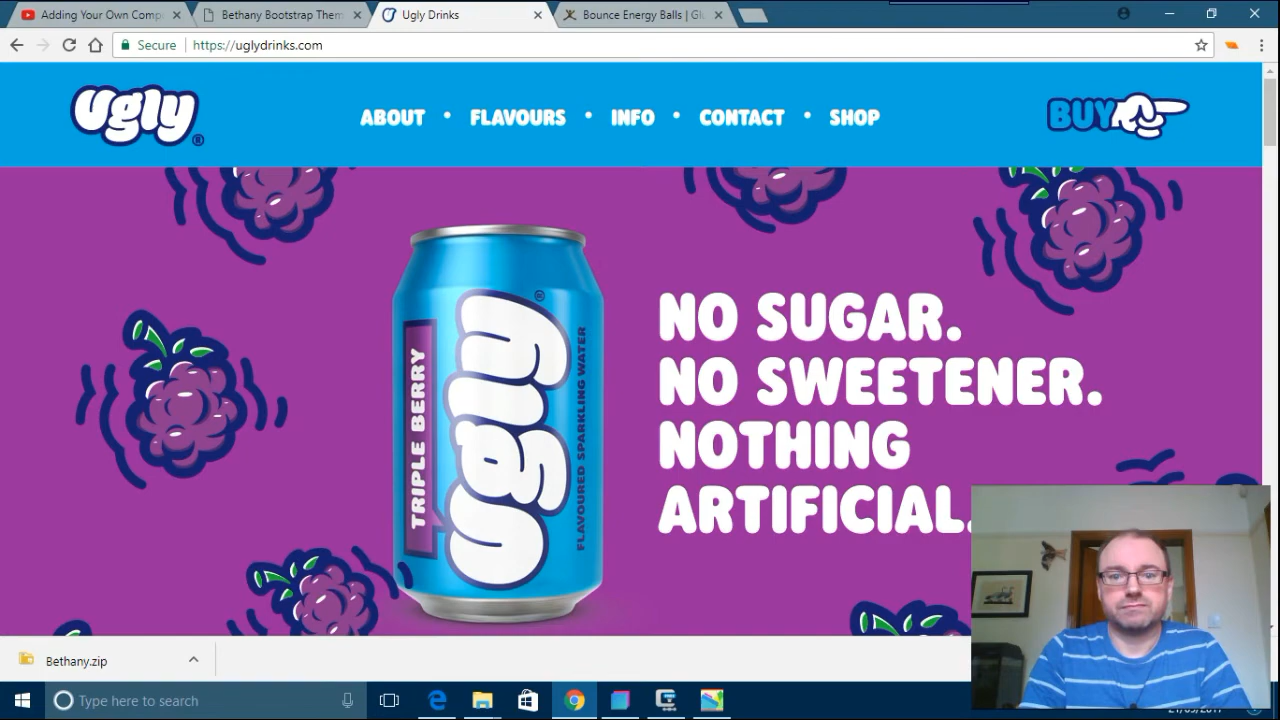 Adding Your Own Comp
Bethany Bootstrap Them
Ugly Drinks
Bounce Energy Balls | Gl
Secure
https://uglydrinks.com
ugly®
ABOUT • FLAVOURS • INFO • CONTACT • SHOP
BUY
TRIPLE BERRY
ugly®
FLAVOURED SPARKLING WATER
NO SUGAR.
NO SWEETENER.
NOTHING
ARTIFICIAL.
Bethany.zip
Type here to search